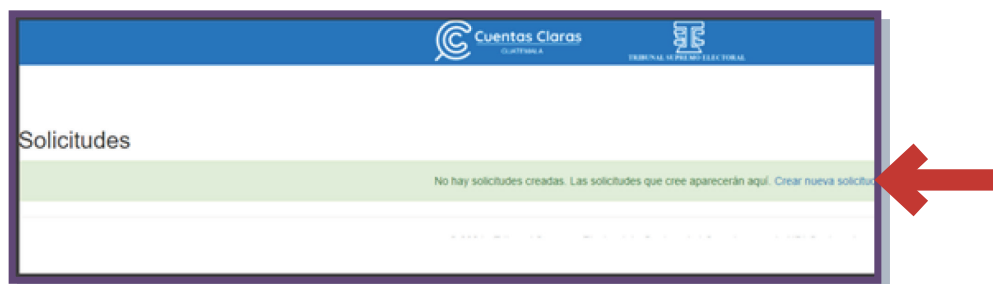 Cuentas Claras
GUATEMALA
TRIBUNAL SUPREMO ELECTORAL
Solicitudes
No hay solicitudes creadas. Las solicitudes que cree aparecerán aquí. Crear nueva solicitud